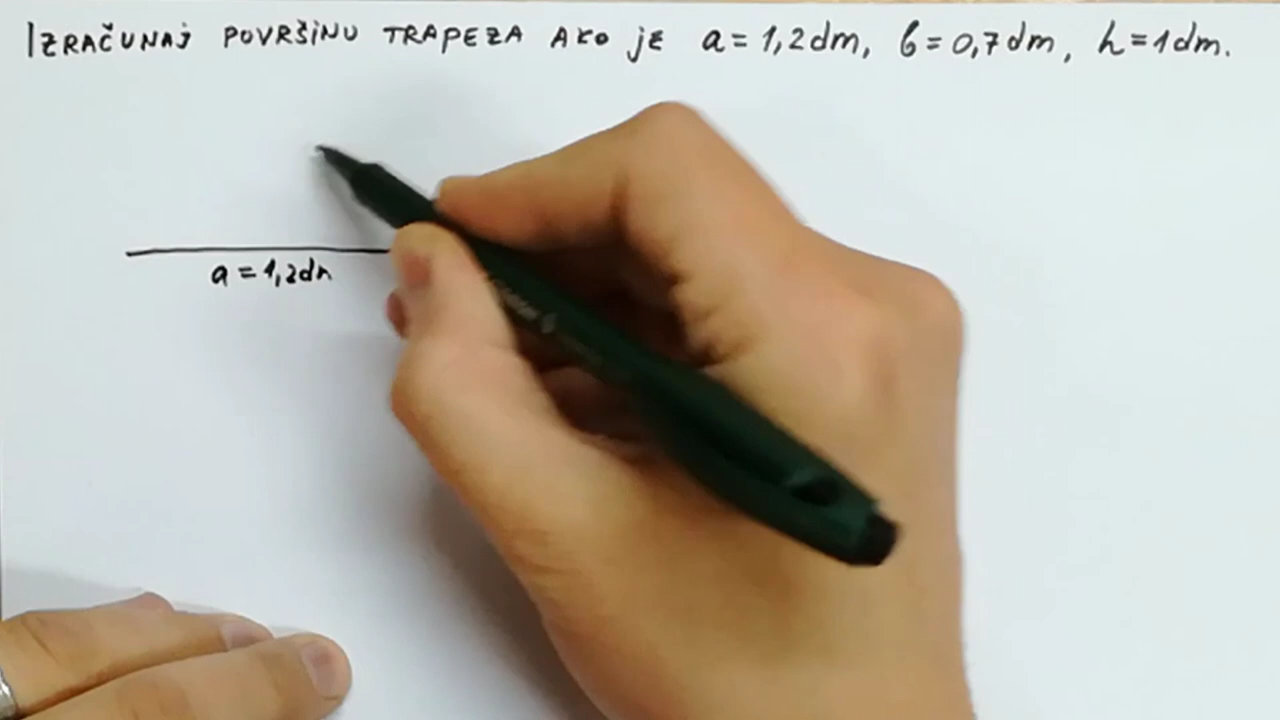 IZRAČUNAJ POVRŠINU TRAPEZA AKO JE a = 1,2dm, b = 0,7dm, h = 1dm.
a = 1,2dm